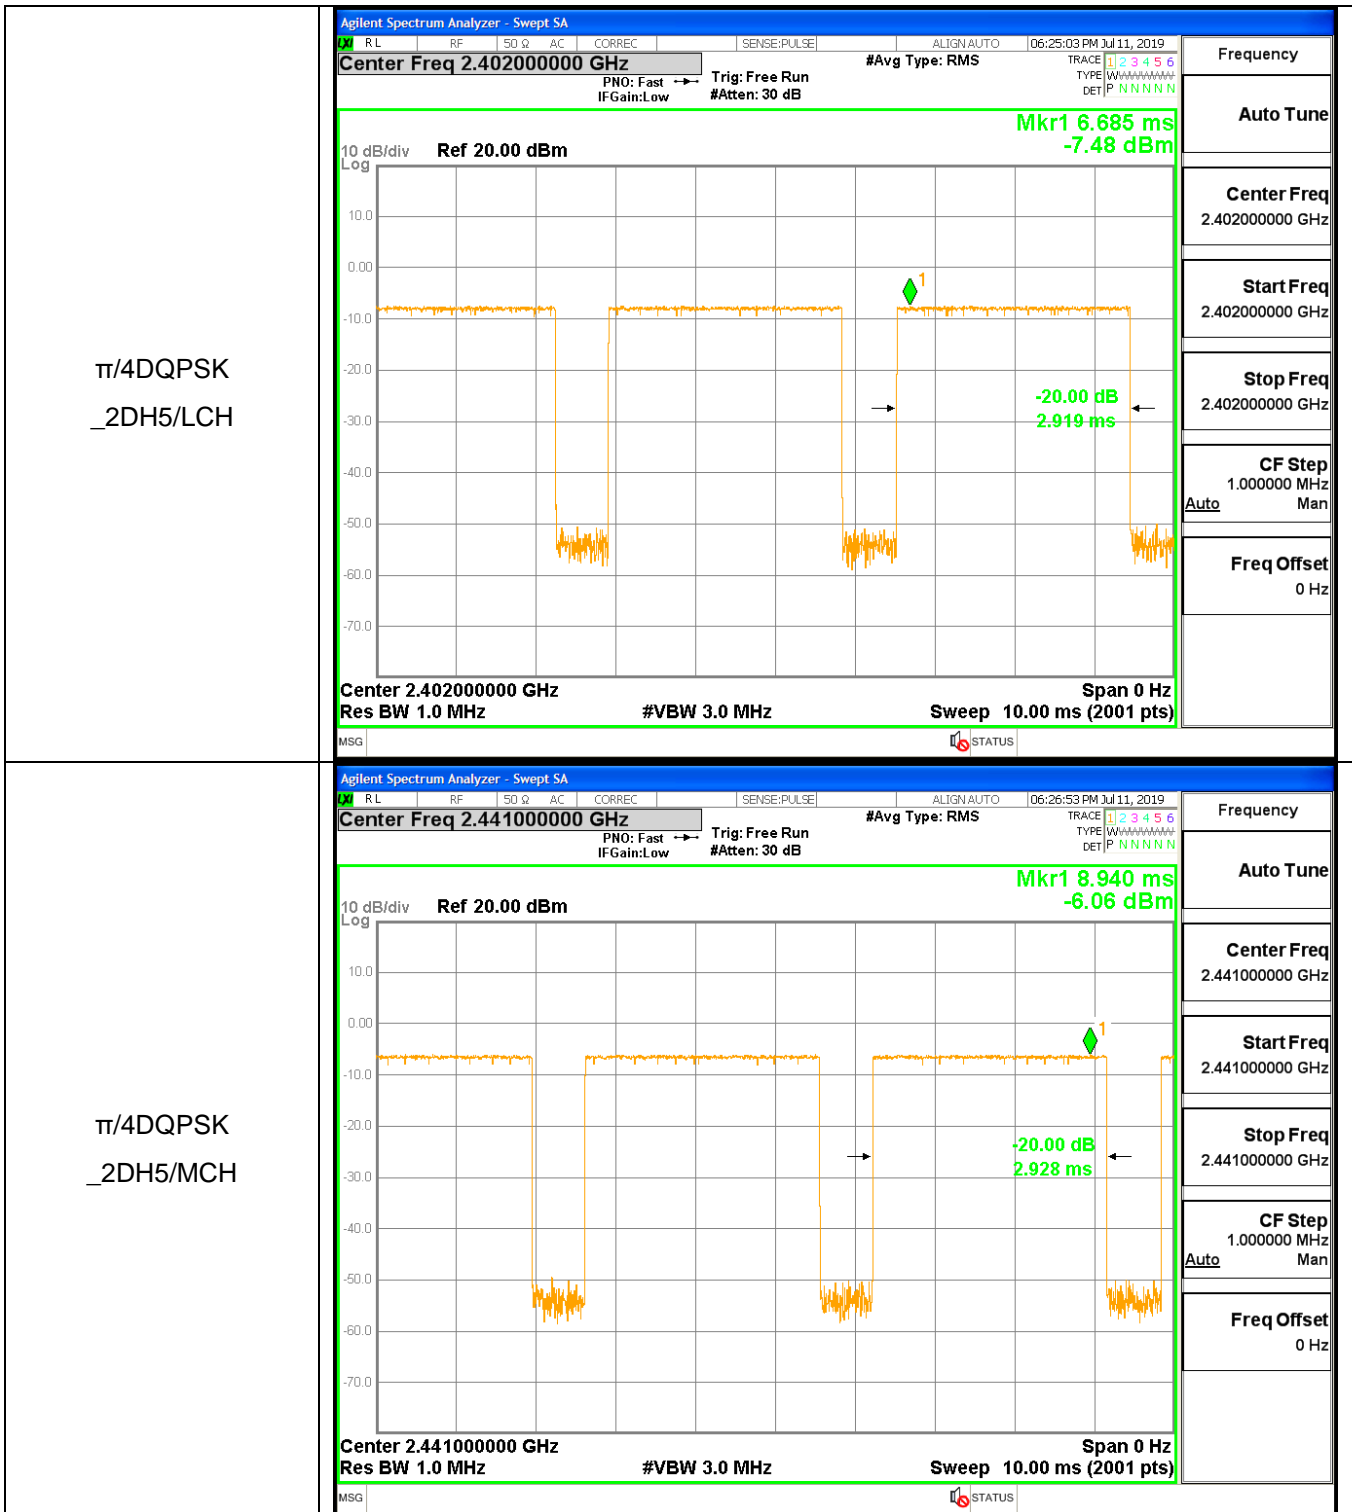 π/4DQPSK
_2DH5/LCH
Agilent Spectrum Analyzer - Swept SA
LXI RL RF 50 Ω AC CORREC SENSE:PULSE ALIGN AUTO 06:25:03 PM Jul 11, 2019
Center Freq 2.402000000 GHz
#Avg Type: RMS
TRACE 1 2 3 4 5 6
PNO: Fast Trig: Free Run
TYPE W
IFGain:Low #Atten: 30 dB
DET P N N N N N
Mkr1 6.685 ms
-7.48 dBm
10 dB/div Ref 20.00 dBm
Log
10.0
0.00
-10.0
-20.0
-30.0
-40.0
-50.0
-60.0
-70.0
1
-20.00 dB
2.919 ms
Center 2.402000000 GHz Span 0 Hz
Res BW 1.0 MHz #VBW 3.0 MHz Sweep 10.00 ms (2001 pts)
MSG STATUS
Frequency
Auto Tune
Center Freq
2.402000000 GHz
Start Freq
2.402000000 GHz
Stop Freq
2.402000000 GHz
CF Step
1.000000 MHz
Auto Man
Freq Offset
0 Hz
π/4DQPSK
_2DH5/MCH
Agilent Spectrum Analyzer - Swept SA
LXI RL RF 50 Ω AC CORREC SENSE:PULSE ALIGN AUTO 06:26:53 PM Jul 11, 2019
Center Freq 2.441000000 GHz
#Avg Type: RMS
TRACE 1 2 3 4 5 6
PNO: Fast Trig: Free Run
TYPE W
IFGain:Low #Atten: 30 dB
DET P N N N N N
Mkr1 8.940 ms
-6.06 dBm
10 dB/div Ref 20.00 dBm
Log
10.0
0.00
-10.0
-20.0
-30.0
-40.0
-50.0
-60.0
-70.0
1
-20.00 dB
2.928 ms
Center 2.441000000 GHz Span 0 Hz
Res BW 1.0 MHz #VBW 3.0 MHz Sweep 10.00 ms (2001 pts)
MSG STATUS
Frequency
Auto Tune
Center Freq
2.441000000 GHz
Start Freq
2.441000000 GHz
Stop Freq
2.441000000 GHz
CF Step
1.000000 MHz
Auto Man
Freq Offset
0 Hz